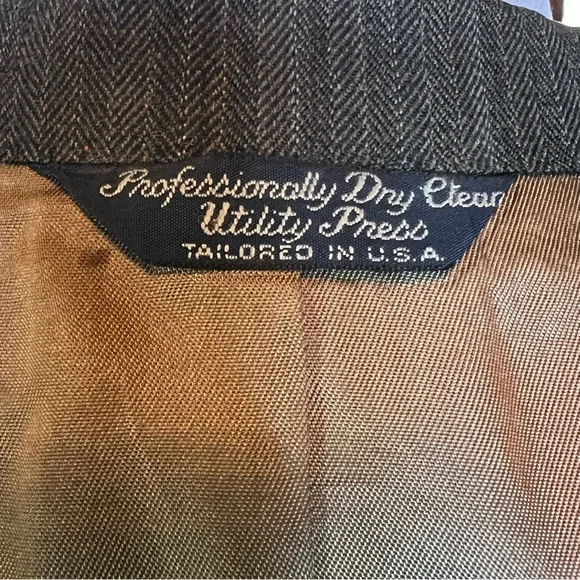 Professionally Dry Clean
Utility Press
TAILORED IN U.S.A.